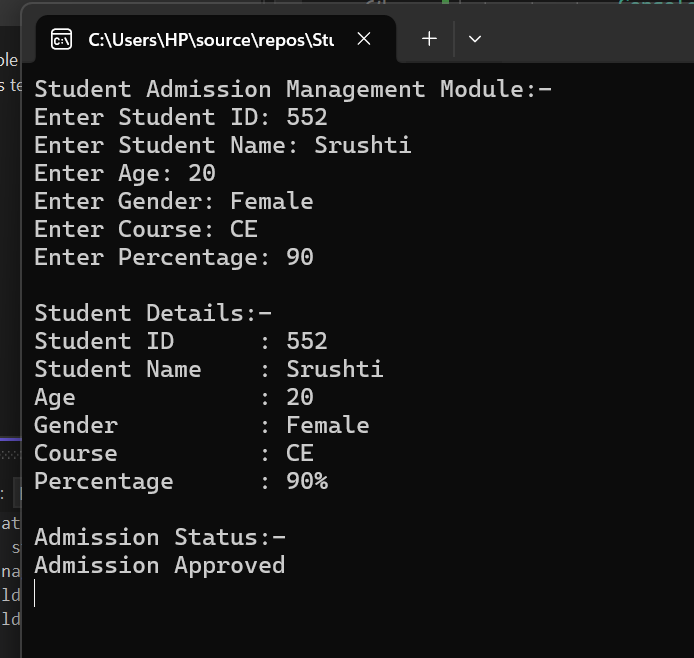 C:\Users\HP\source\repos\Stu
Student Admission Management Module:-
Enter Student ID: 552
Enter Student Name: Srushti
Enter Age: 20
Enter Gender: Female
Enter Course: CE
Enter Percentage: 90
Student Details:-
Student ID : 552
Student Name : Srushti
Age : 20
Gender : Female
Course : CE
Percentage : 90%
Admission Status:-
Admission Approved